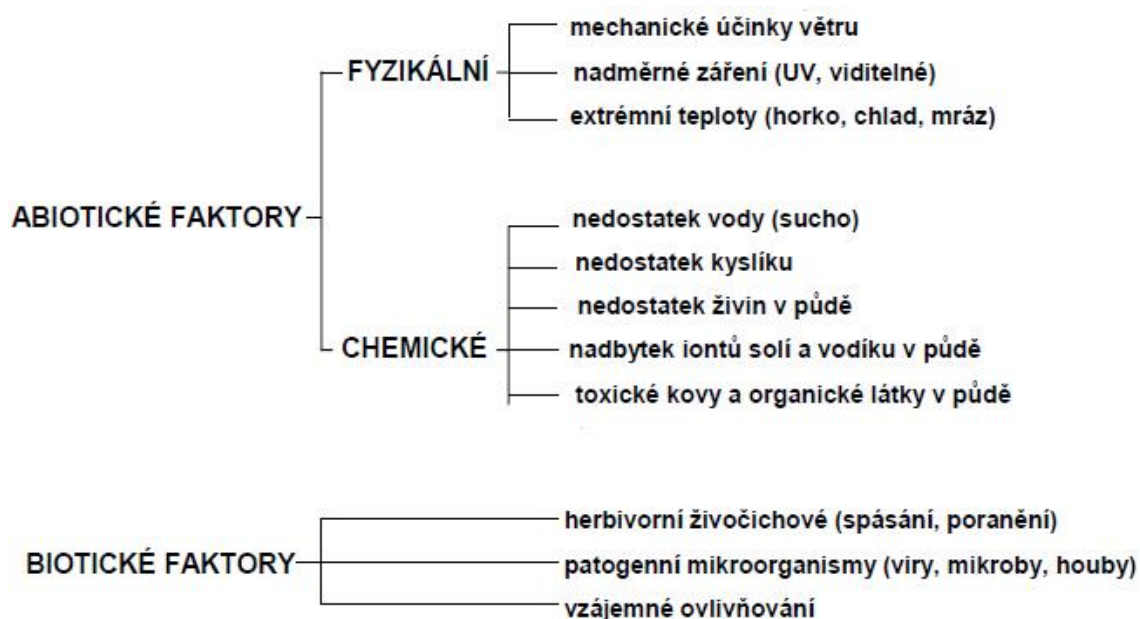 mechanické účinky větru
FYZIKÁLNÍ
nadměrné záření (UV, viditelné)
extrémní teploty (horko, chlad, mráz)
ABIOTICKÉ FAKTORY
nedostatek vody (sucho)
nedostatek kyslíku
nedostatek živin v půdě
CHEMICKÉ
nadbytek iontů solí a vodíku v půdě
toxické kovy a organické látky v půdě
herbivorní živočichové (spásání, poranění)
BIOTICKÉ FAKTORY
patogenní mikroorganismy (viry, mikroby, houby)
vzájemné ovlivňování